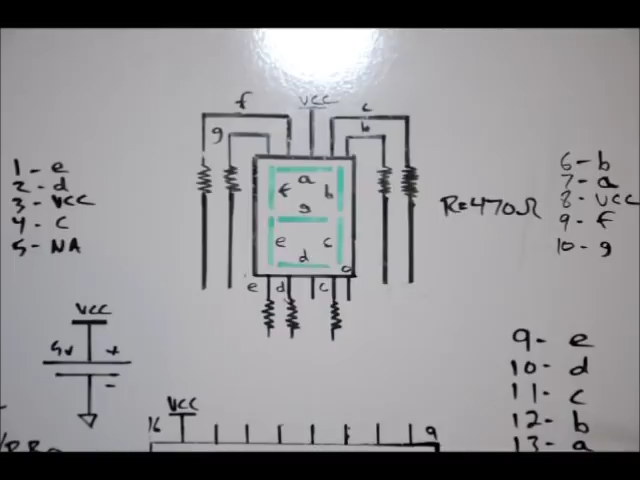 f
VCC
c
g
b
1 - e
2 - d
3 - VCC
4 - C
5 - NA
a
f
b
g
e
c
d
R=470Ω
6 - b
7 - a
8 - VCC
9 - f
10 - g
e
d
c
VCC
5v
+
-
9 - e
10 - d
11 - c
12 - b
13 - a
16
VCC
9